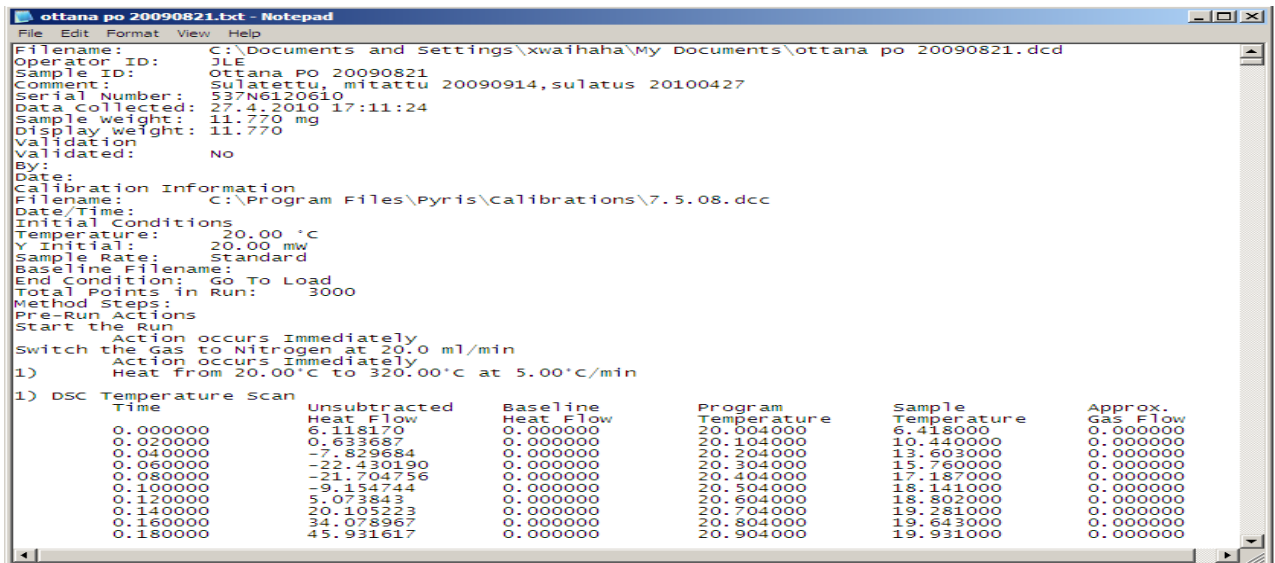 ottana po 20090821.txt - Notepad
File Edit Format View Help
Filename: C:\Documents and Settings\xwaihaha\My Documents\ottana po 20090821.dcd
Operator ID: JLE
Sample ID: Ottana PO 20090821
Comment: Sulatettu, mitattu 20090914,sulatus 20100427
Serial Number: 537N6120610
Data Collected: 27.4.2010 17:11:24
Sample Weight: 11.770 mg
Display Weight: 11.770
Validation
Validated: No
By:
Date:
Calibration Information
Filename: C:\Program Files\Pyris\Calibrations\7.5.08.dcc
Date/Time:
Initial Conditions
Temperature: 20.00 °C
Y Initial: 20.00 mW
Sample Rate: Standard
Baseline Filename:
End Condition: Go To Load
Total Points in Run: 3000
Method Steps:
Pre-Run Actions
Start the Run
Action occurs Immediately
Switch the Gas to Nitrogen at 20.0 ml/min
Action occurs Immediately
1) Heat from 20.00°C to 320.00°C at 5.00°C/min
1) DSC Temperature Scan
Time Unsubtracted Baseline Program Sample Approx.
Heat Flow Heat Flow Temperature Temperature Gas Flow
0.000000 6.118170 0.000000 20.004000 6.418000 0.000000
0.020000 0.633687 0.000000 20.104000 10.440000 0.000000
0.040000 -7.829684 0.000000 20.204000 13.603000 0.000000
0.060000 -22.430190 0.000000 20.304000 15.760000 0.000000
0.080000 -21.704756 0.000000 20.404000 17.187000 0.000000
0.100000 -9.154744 0.000000 20.504000 18.141000 0.000000
0.120000 5.073843 0.000000 20.604000 18.802000 0.000000
0.140000 20.105223 0.000000 20.704000 19.281000 0.000000
0.160000 34.078967 0.000000 20.804000 19.643000 0.000000
0.180000 45.931617 0.000000 20.904000 19.931000 0.000000